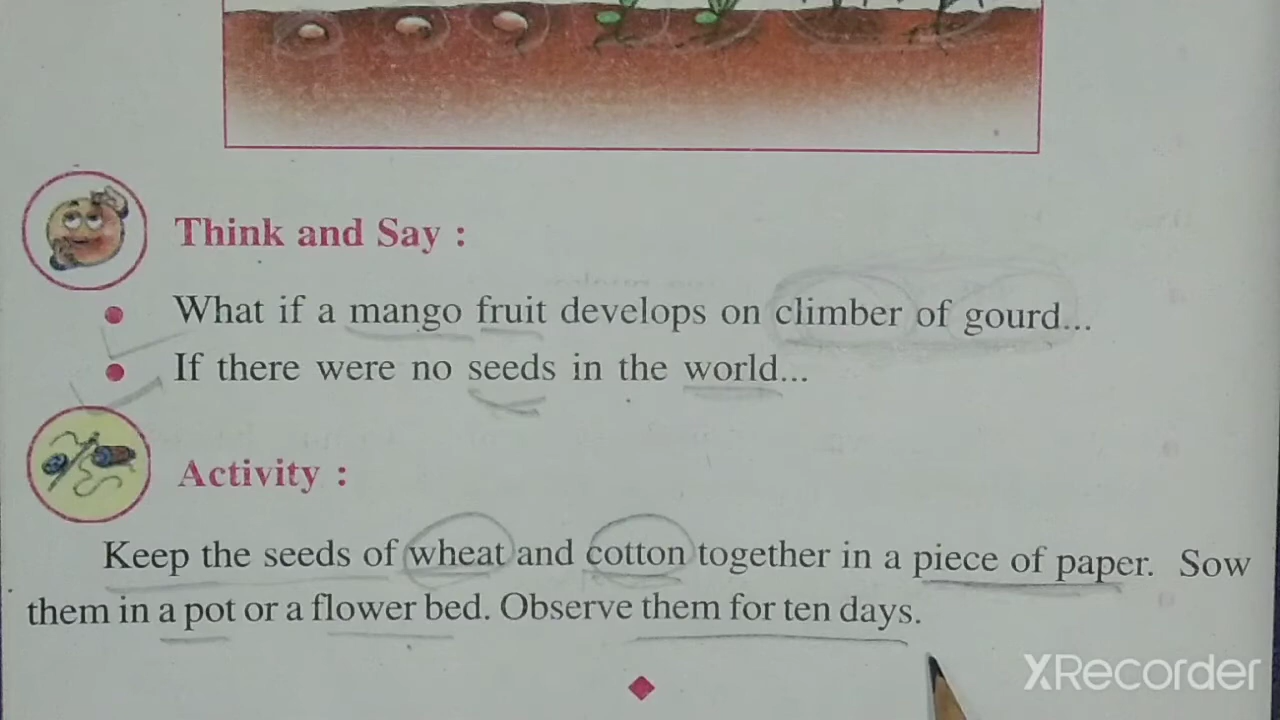 Think and Say :
• What if a mango fruit develops on climber of gourd...
• If there were no seeds in the world...
Activity :
Keep the seeds of wheat and cotton together in a piece of paper. Sow
them in a pot or a flower bed. Observe them for ten days.
XRecorder